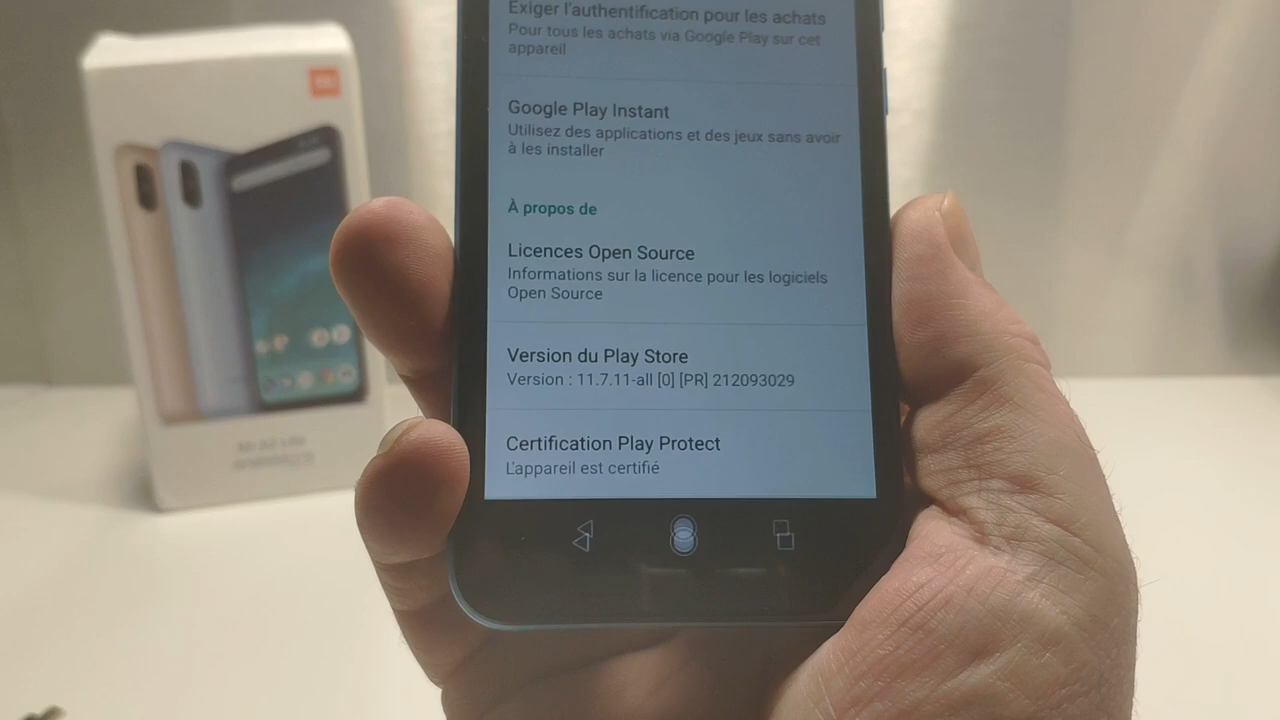 Exiger l'authentification pour les achats
Pour tous les achats via Google Play sur cet
appareil
Google Play Instant
Utilisez des applications et des jeux sans avoir
à les installer
À propos de
Licences Open Source
Informations sur la licence pour les logiciels
Open Source
Version du Play Store
Version : 11.7.11-all [0] [PR] 212093029
Certification Play Protect
L'appareil est certifié
Mi A2 Lite